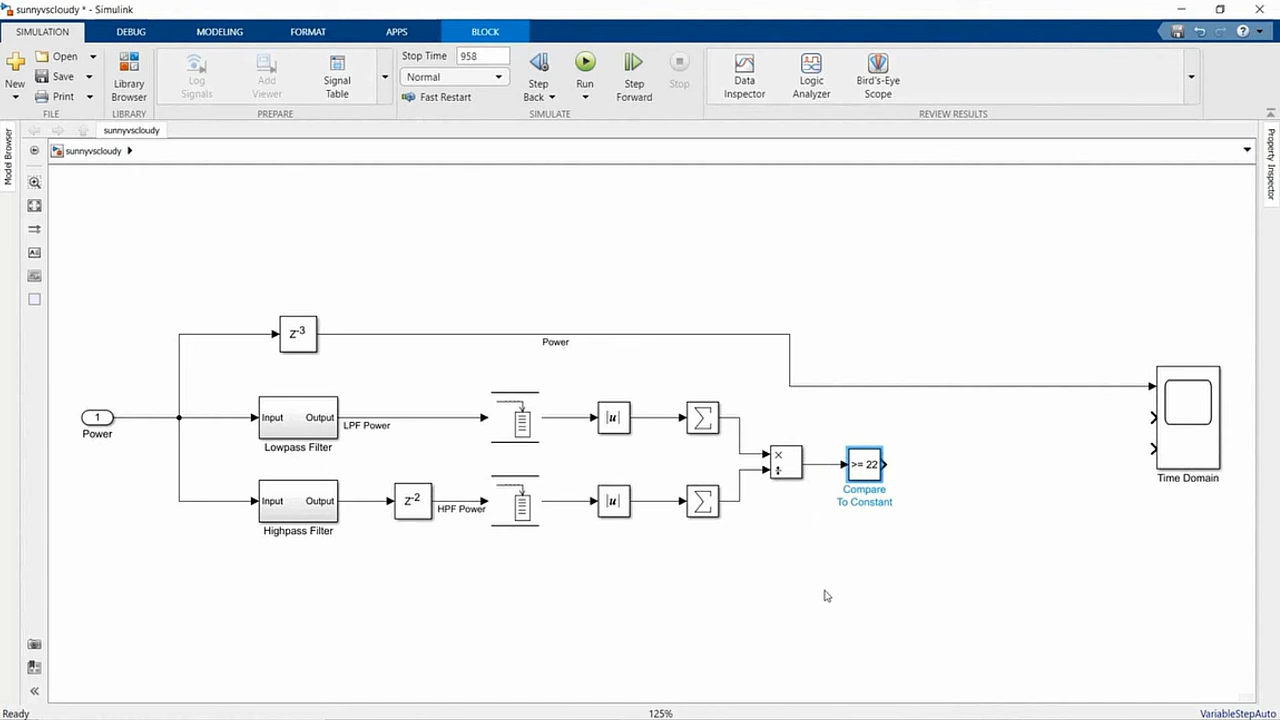 sunnyvscloudy * - Simulink
SIMULATION DEBUG MODELING FORMAT APPS BLOCK
New
Open
Save
Print
FILE
Library
Browser
LIBRARY
Log
Signals
Add
Viewer
Signal
Table
PREPARE
Stop Time 958
Normal
Fast Restart
Step
Back
Run
Step
Forward
Stop
SIMULATE
Data
Inspector
Logic
Analyzer
Bird's-Eye
Scope
REVIEW RESULTS
sunnyvscloudy
sunnyvscloudy
Model Browser
Property Inspector
Z-3
Power
1
Power
Input Output
Lowpass Filter
LPF Power
|u|
Σ
Input Output
Highpass Filter
Z-2
HPF Power
|u|
Σ
×
÷
>= 22
Compare
To Constant
Time Domain
Ready
125%
VariableStepAuto